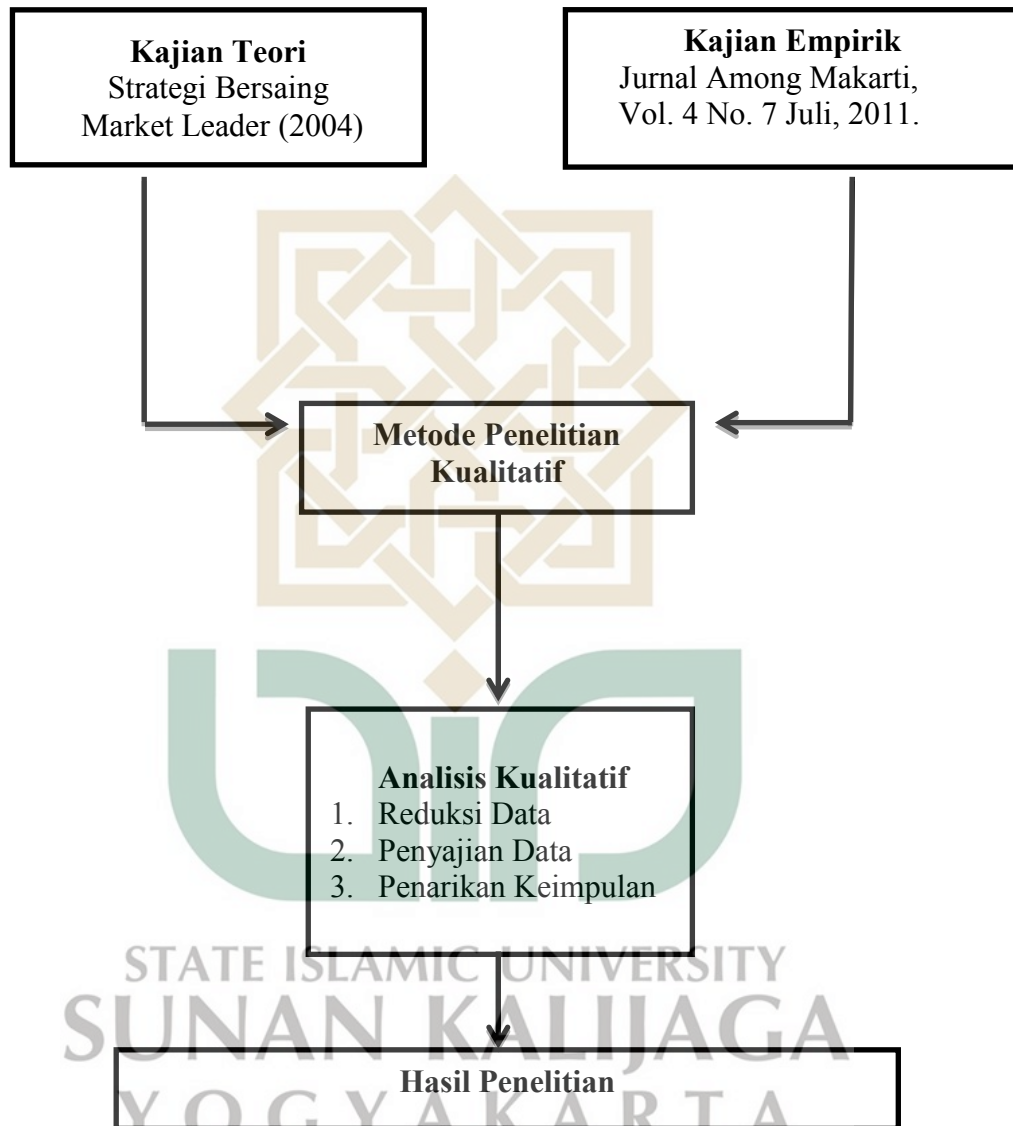 Kajian Teori
Strategi Bersaing
Market Leader (2004)
Kajian Empirik
Jurnal Among Makarti,
Vol. 4 No. 7 Juli, 2011.
Metode Penelitian
Kualitatif
Analisis Kualitatif
1. Reduksi Data
2. Penyajian Data
3. Penarikan Keimpulan
STATE ISLAMIC UNIVERSITY
SUNAN KALIJAGA
Hasil Penelitian
YOGYAKARTA